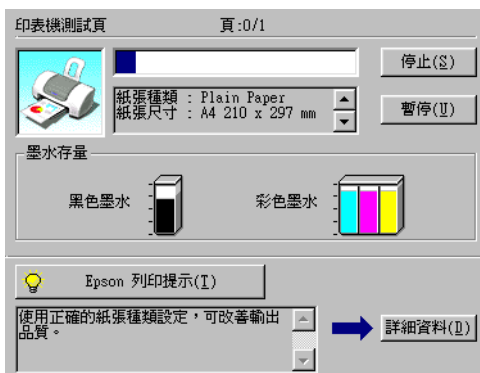 印表機測試頁 頁:0/1
停止(S)
紙張種類 : Plain Paper
紙張尺寸 : A4 210 x 297 mm
暫停(U)
墨水存量
黑色墨水 彩色墨水
Epson 列印提示(I)
使用正確的紙張種類設定，可改善輸出
品質。
詳細資料(D)